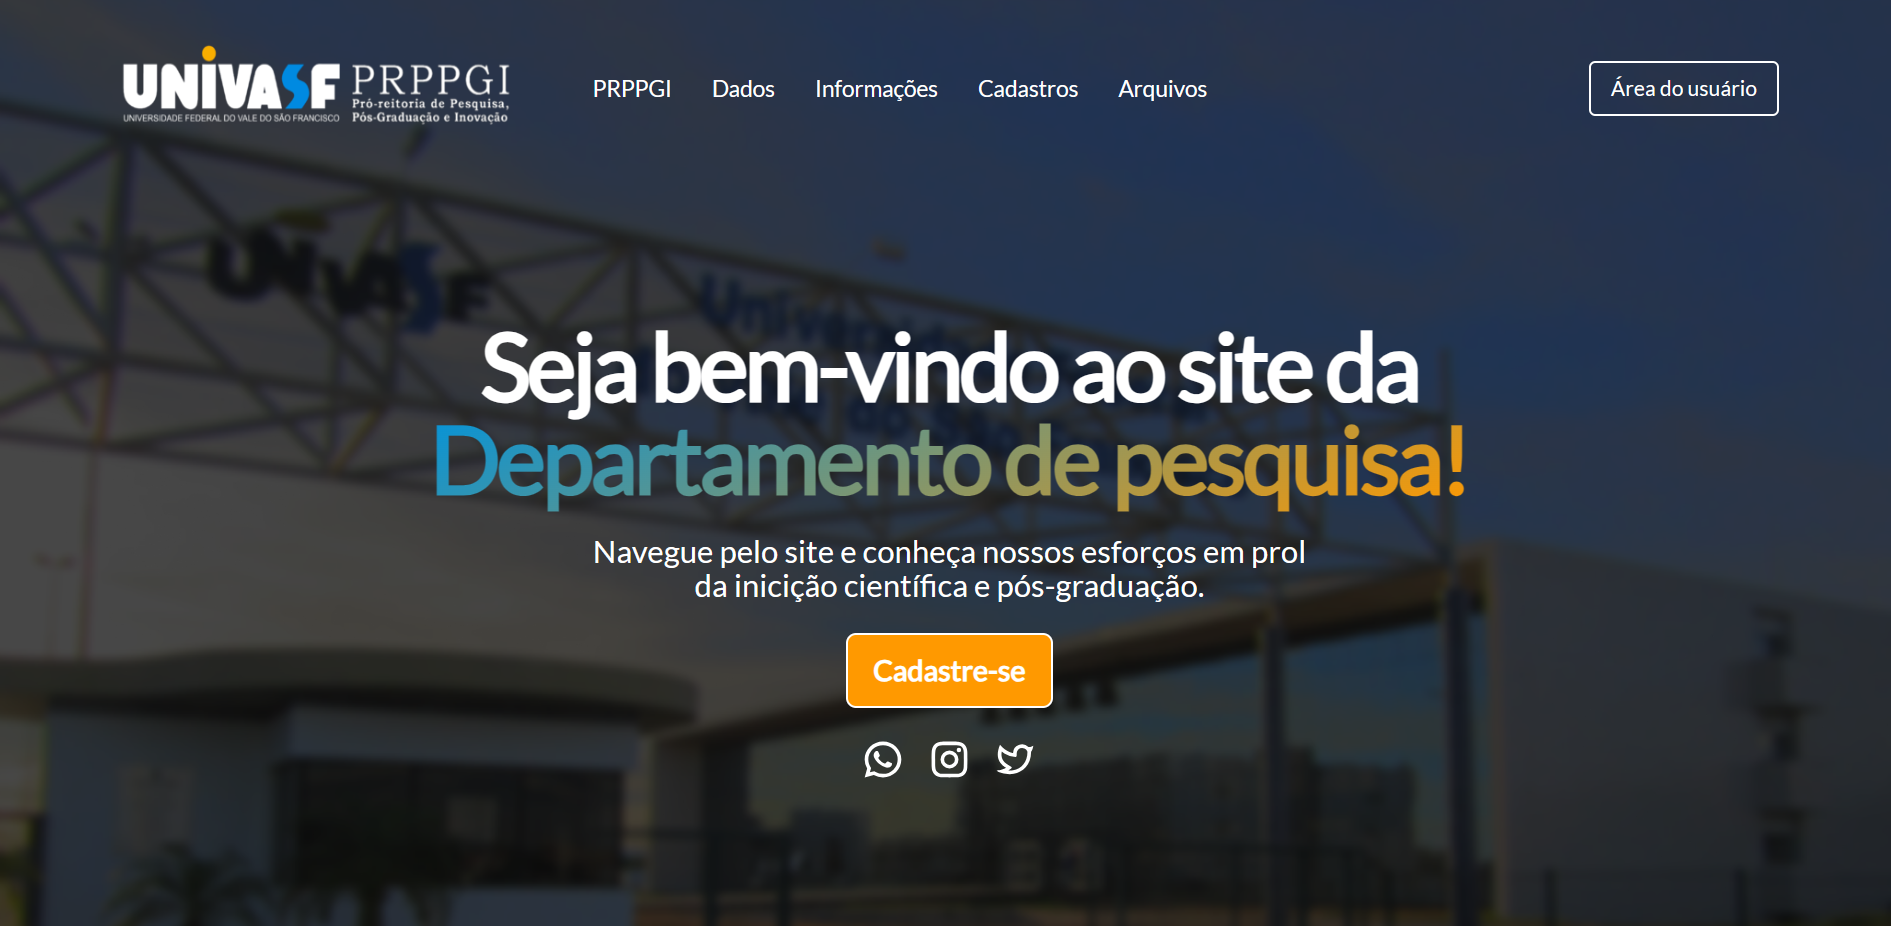 UNIVASF
UNIVERSIDADE FEDERAL DO VALE DO SÃO FRANCISCO
PRPPGI
Pró-reitoria de Pesquisa,
Pós-Graduação e Inovação
PRPPGI
Dados
Informações
Cadastros
Arquivos
Área do usuário
UNIVASF
Seja bem-vindo ao site da
Departamento de pesquisa!
Navegue pelo site e conheça nossos esforços em prol
da inicição científica e pós-graduação.
Cadastre-se